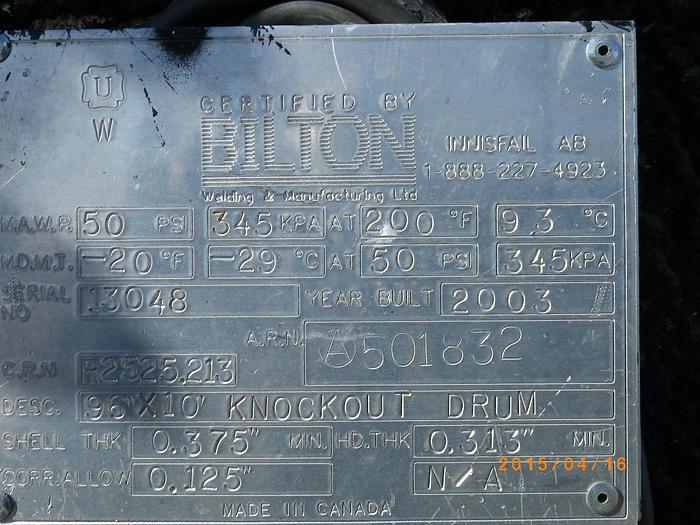 U
W
CERTIFIED BY
BILTON
Welding & Manufacturing Ltd
INNISFAIL AB
1-888-227-4923
M.A.W.P. 50 PSI 345 KPA AT 200 °F 93 °C
M.D.M.T. -20 °F -29 °C AT 50 PSI 345 KPA
SERIAL NO 13048 YEAR BUILT 2003
A.R.N. A501832
C.R.N P2525.213
DESC. 96"X10' KNOCKOUT DRUM
SHELL THK 0.375" MIN. HD.THK 0.313" MIN.
CORR.ALLOW 0.125" N/A
2015/04/16
MADE IN CANADA